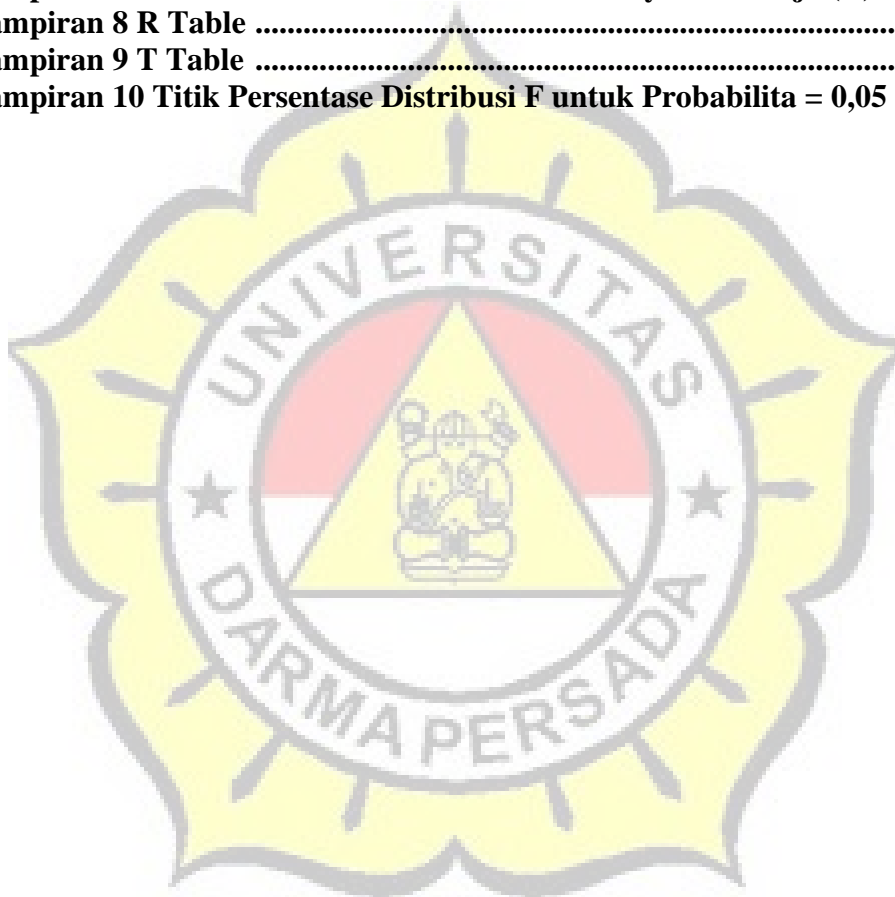 ampiran 8 R Table ................................................................................
ampiran 9 T Table ................................................................................
ampiran 10 Titik Persentase Distribusi F untuk Probabilita = 0,05
UNIVERSITAS
DARMA PERSADA